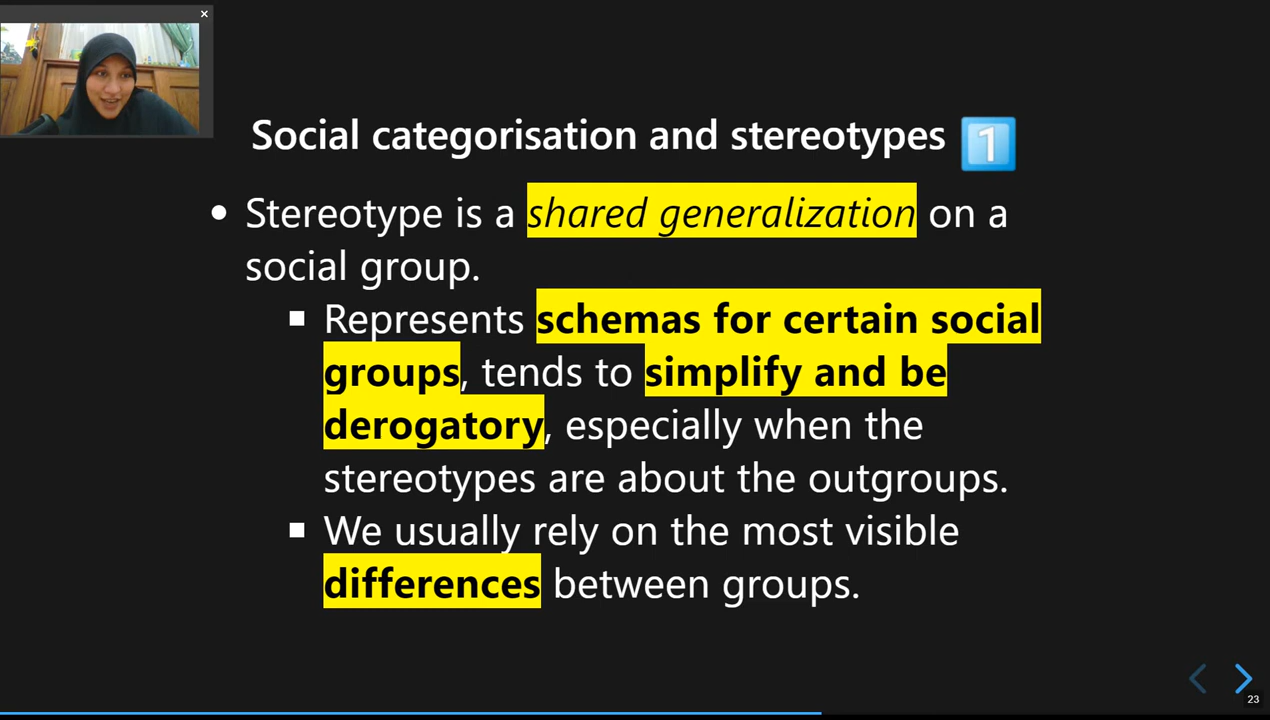 Social categorisation and stereotypes 1️⃣
Stereotype is a shared generalization on a
social group.
Represents schemas for certain social
groups, tends to simplify and be
derogatory, especially when the
stereotypes are about the outgroups.
We usually rely on the most visible
differences between groups.
23